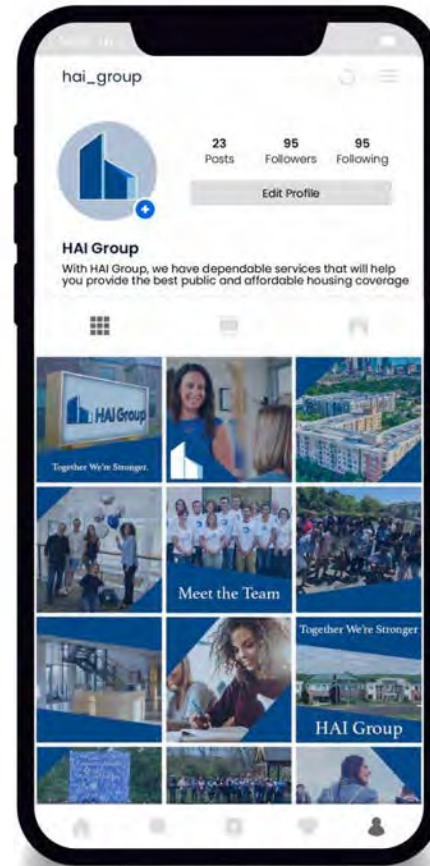 hai_group
23
95
95
Posts
Followers
Following
Edit Profile
HAI Group
With HAI Group, we have dependable services that will help
you provide the best public and affordable housing coverage
HAI Group
Together We're Stronger.
Meet the Team
Together We're Stronger
HAI Group